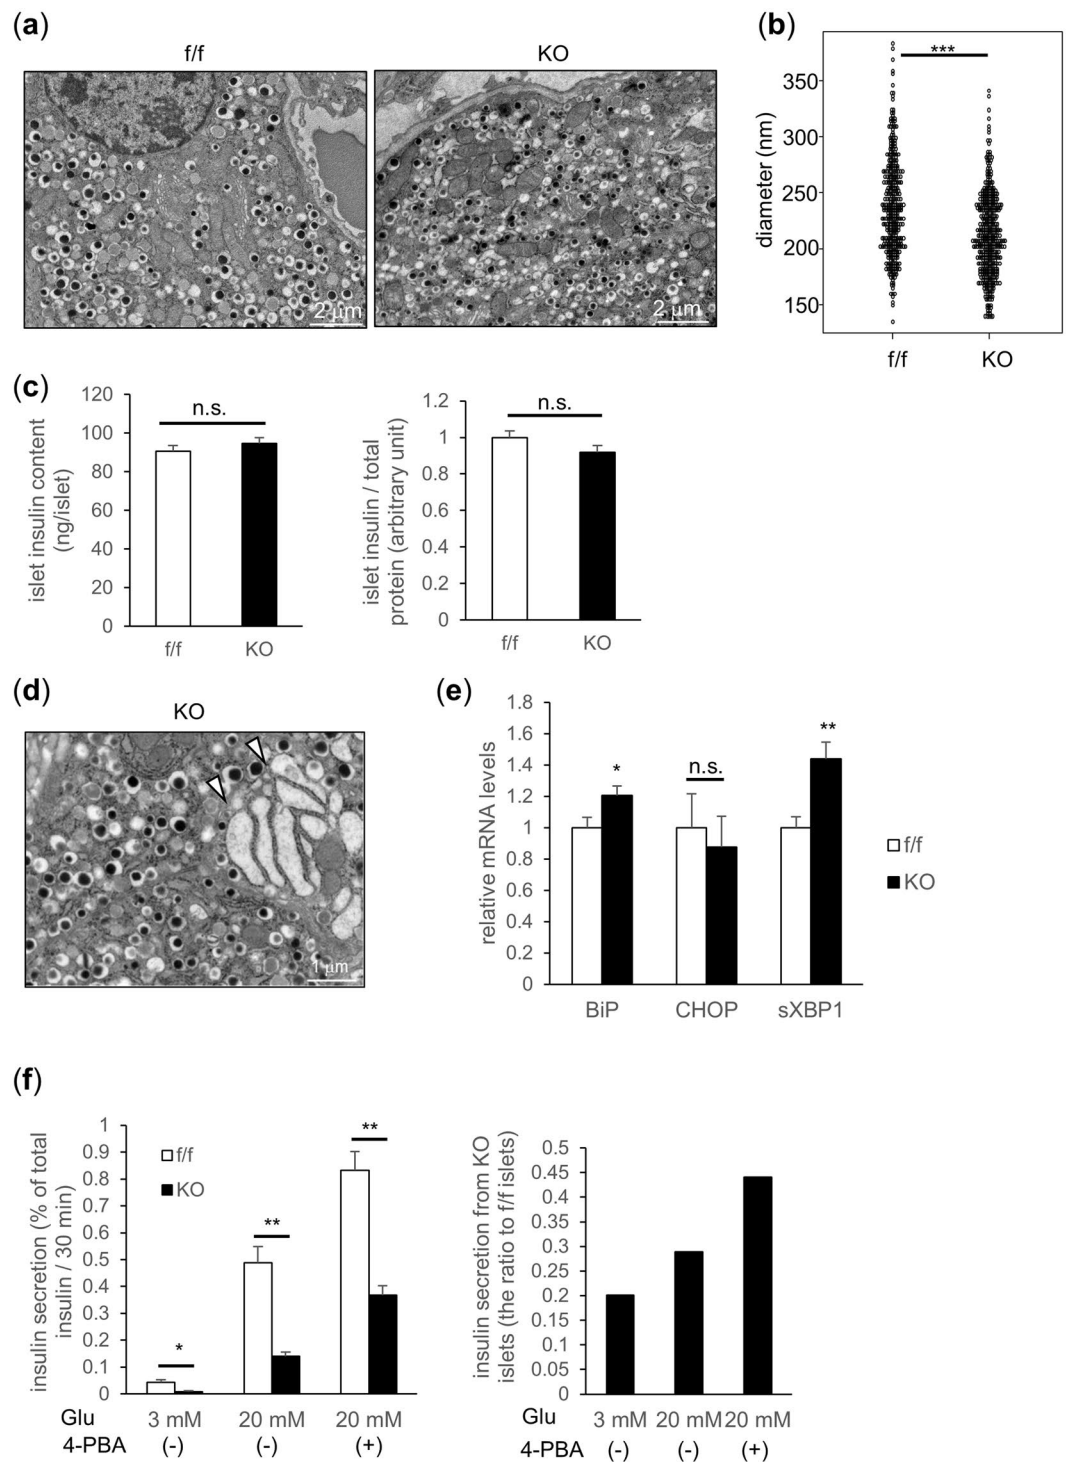 (a)
f/f
KO
2 μm
2 μm
(b)
diameter (nm)
350
300
250
200
150
***
f/f
KO
(c)
islet insulin content
(ng/islet)
120
100
80
60
40
20
0
n.s.
f/f
KO
islet insulin / total
protein (arbitrary unit)
1.2
1
0.8
0.6
0.4
0.2
0
n.s.
f/f
KO
(d)
KO
1 μm
(e)
relative mRNA levels
1.8
1.6
1.4
1.2
1
0.8
0.6
0.4
0.2
0
*
n.s.
**
BiP
CHOP
sXBP1
f/f
KO
(f)
insulin secretion (% of total
insulin / 30 min)
1
0.9
0.8
0.7
0.6
0.5
0.4
0.3
0.2
0.1
0
f/f
KO
*
**
**
Glu 3 mM 20 mM 20 mM
4-PBA (-) (-) (+)
insulin secretion from KO
islets (the ratio to f/f islets)
0.5
0.45
0.4
0.35
0.3
0.25
0.2
0.15
0.1
0.05
0
Glu 3 mM 20 mM 20 mM
4-PBA (-) (-) (+)